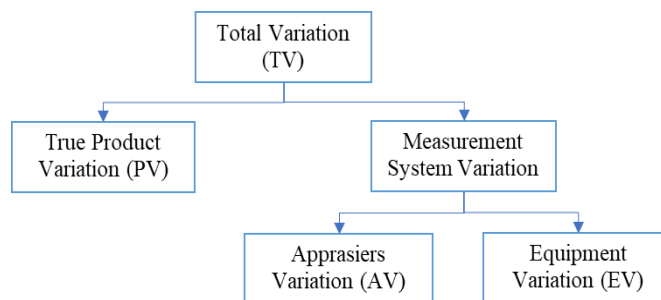 Total Variation
(TV)
True Product
Variation (PV)
Measurement
System Variation
Apprasiers
Variation (AV)
Equipment
Variation (EV)